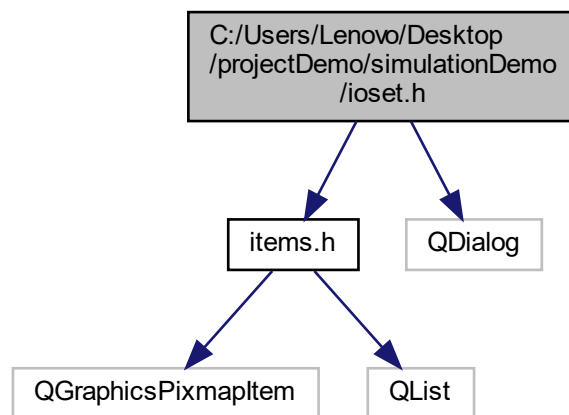 C:/Users/Lenovo/Desktop
/projectDemo/simulationDemo
/ioset.h
items.h
QDialog
QGraphicsPixmapItem
QList